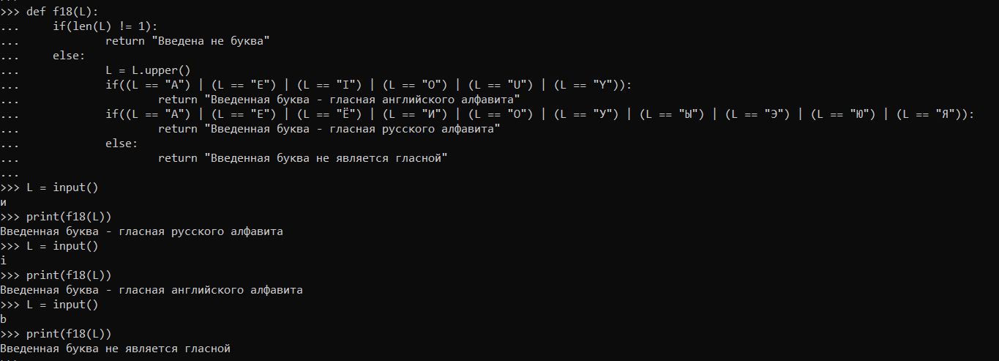 >>> def f18(L):
...     if(len(L) != 1):
...             return "Введена не буква"
...     else:
...             L = L.upper()
...             if((L == "A") | (L == "E") | (L == "I") | (L == "O") | (L == "U") | (L == "Y")):
...                     return "Введенная буква - гласная английского алфавита"
...             if((L == "А") | (L == "Е") | (L == "Ё") | (L == "И") | (L == "О") | (L == "У") | (L == "Ы") | (L == "Э") | (L == "Ю") | (L == "Я")):
...                     return "Введенная буква - гласная русского алфавита"
...             else:
...                     return "Введенная буква не является гласной"
...
>>> L = input()
и
>>> print(f18(L))
Введенная буква - гласная русского алфавита
>>> L = input()
i
>>> print(f18(L))
Введенная буква - гласная английского алфавита
>>> L = input()
b
>>> print(f18(L))
Введенная буква не является гласной